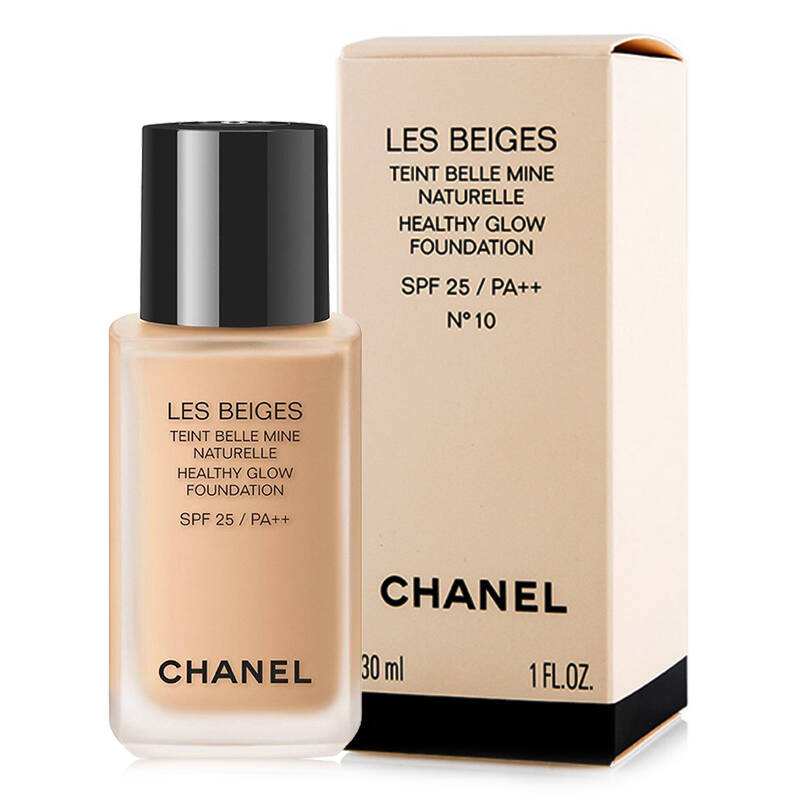 LES BEIGES
TEINT BELLE MINE
NATURELLE
HEALTHY GLOW
FOUNDATION
SPF 25 / PA++
CHANEL
LES BEIGES
TEINT BELLE MINE
NATURELLE
HEALTHY GLOW
FOUNDATION
SPF 25 / PA++
N°10
CHANEL
30 ml 1 FL.OZ.